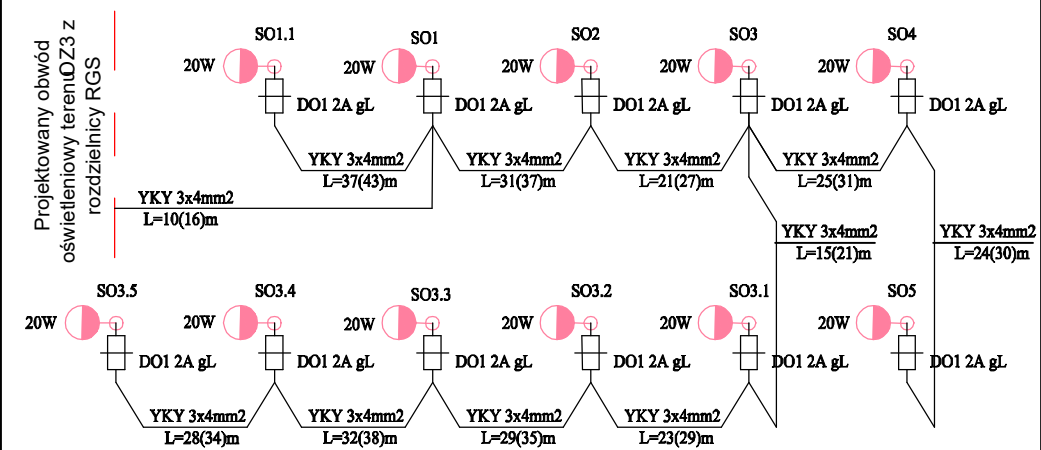 Projektowany obwód
oświetleniowy terenuOZ3 z
rozdzielnicy RGS
SO1.1
SO1
SO2
SO3
SO4
20W
20W
20W
20W
20W
DO1 2A gL
DO1 2A gL
DO1 2A gL
DO1 2A gL
DO1 2A gL
YKY 3x4mm2
L=37(43)m
YKY 3x4mm2
L=31(37)m
YKY 3x4mm2
L=21(27)m
YKY 3x4mm2
L=25(31)m
YKY 3x4mm2
L=10(16)m
YKY 3x4mm2
L=15(21)m
YKY 3x4mm2
L=24(30)m
SO3.5
SO3.4
SO3.3
SO3.2
SO3.1
SO5
20W
20W
20W
20W
20W
20W
DO1 2A gL
DO1 2A gL
DO1 2A gL
DO1 2A gL
DO1 2A gL
DO1 2A gL
YKY 3x4mm2
L=28(34)m
YKY 3x4mm2
L=32(38)m
YKY 3x4mm2
L=29(35)m
YKY 3x4mm2
L=23(29)m